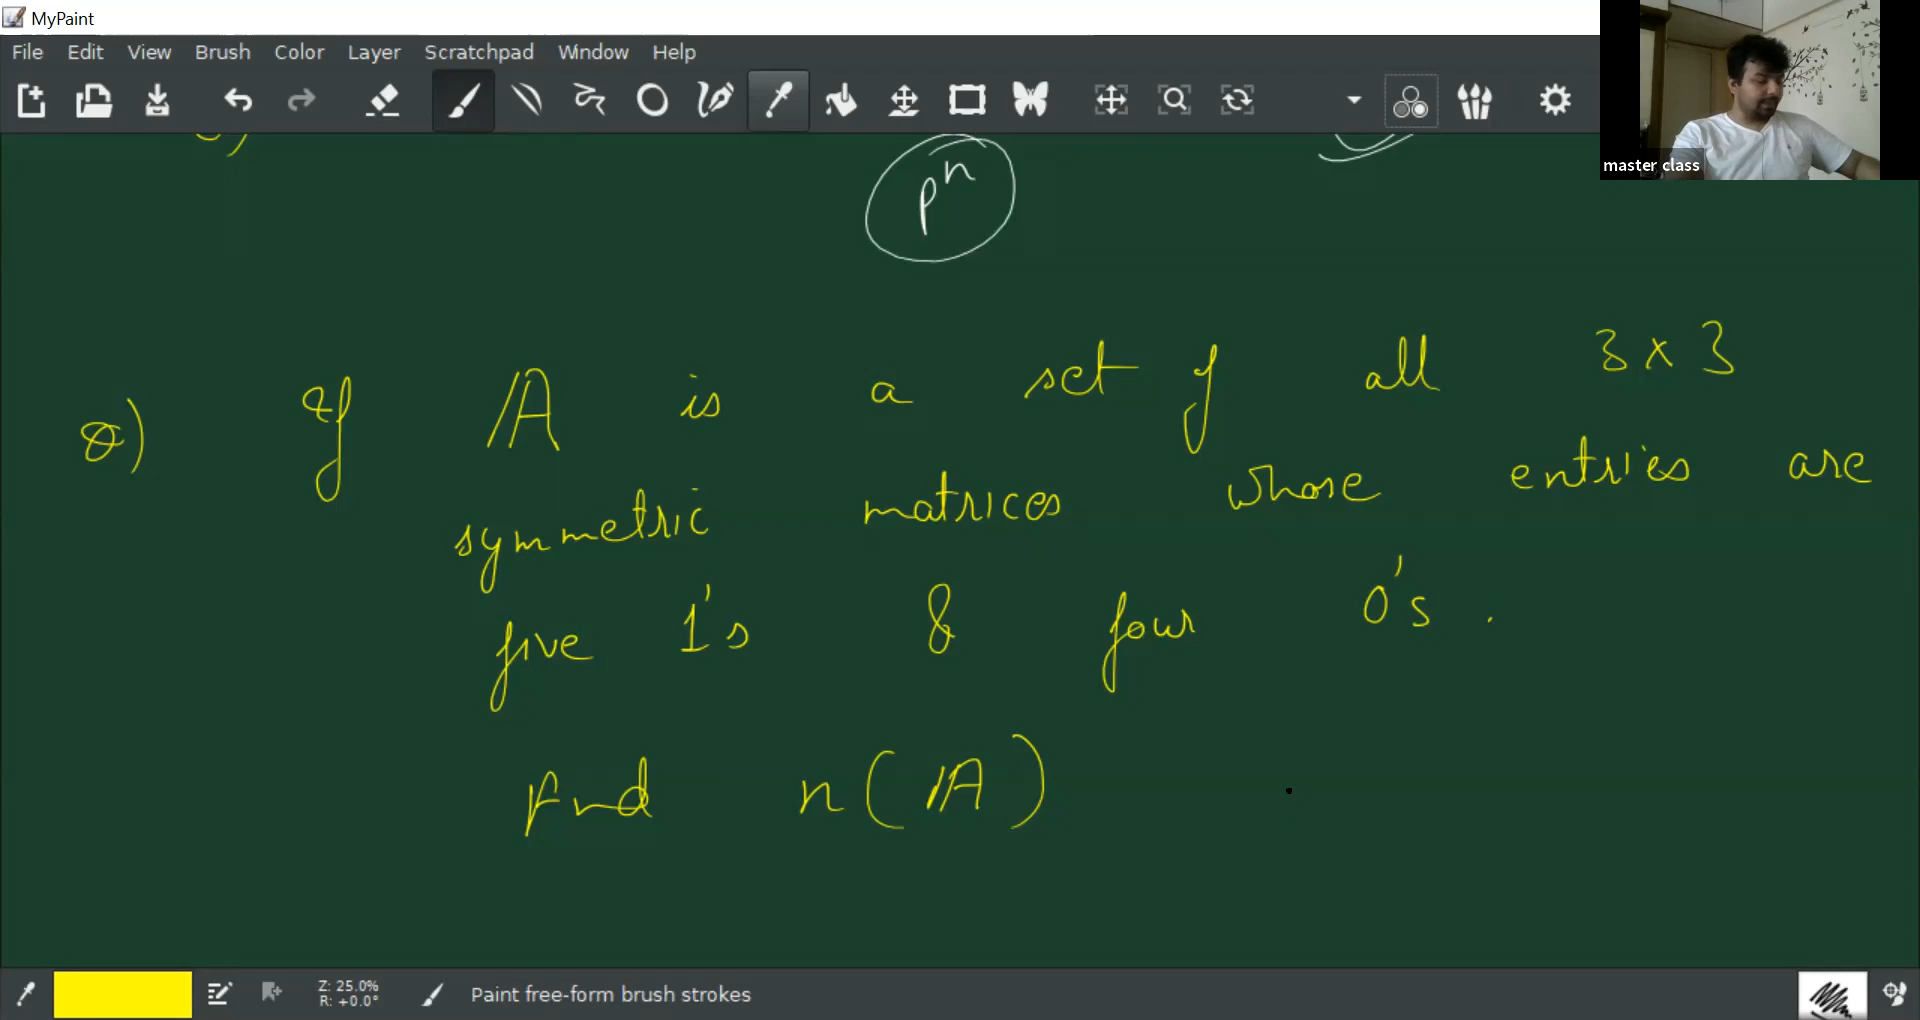 MyPaint
File Edit View Brush Color Layer Scratchpad Window Help
master class
pⁿ
Q) If A is a set of all 3 x 3
symmetric matrices whose entries are
five 1's & four 0's.
find n(A)
Z: 25.0%
R: +0.0°
Paint free-form brush strokes